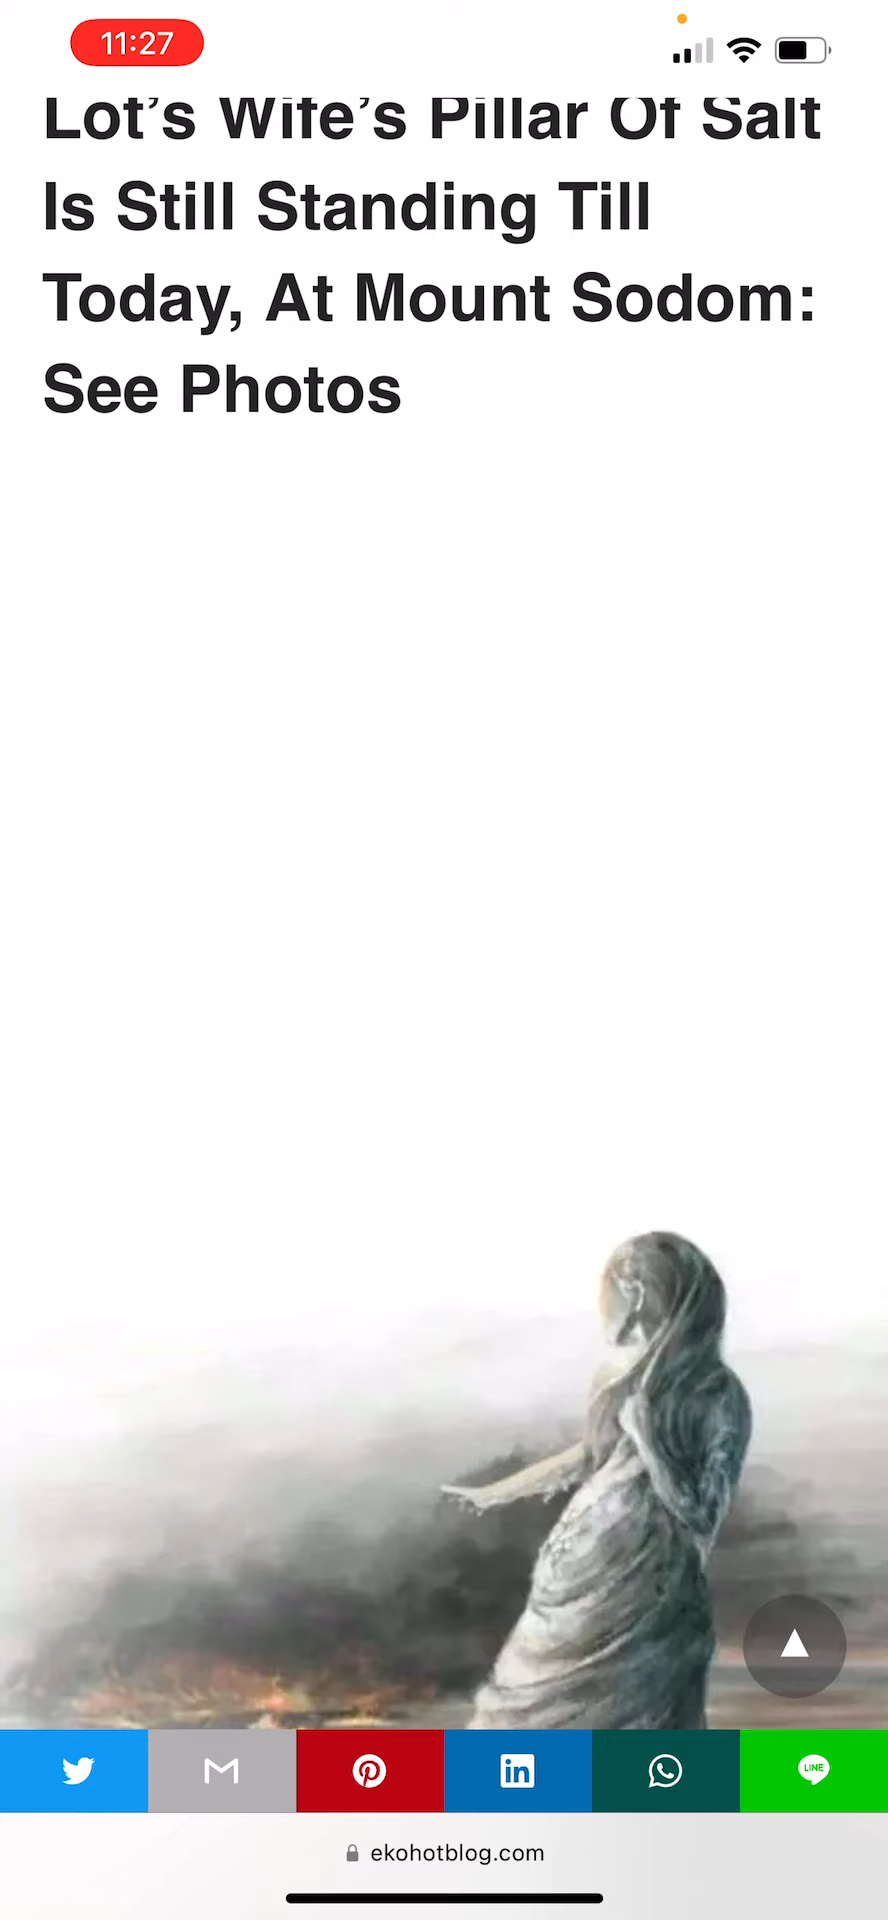 11:27
Lot's Wife's Pillar Of Salt
Is Still Standing Till
Today, At Mount Sodom:
See Photos
LINE
ekohotblog.com